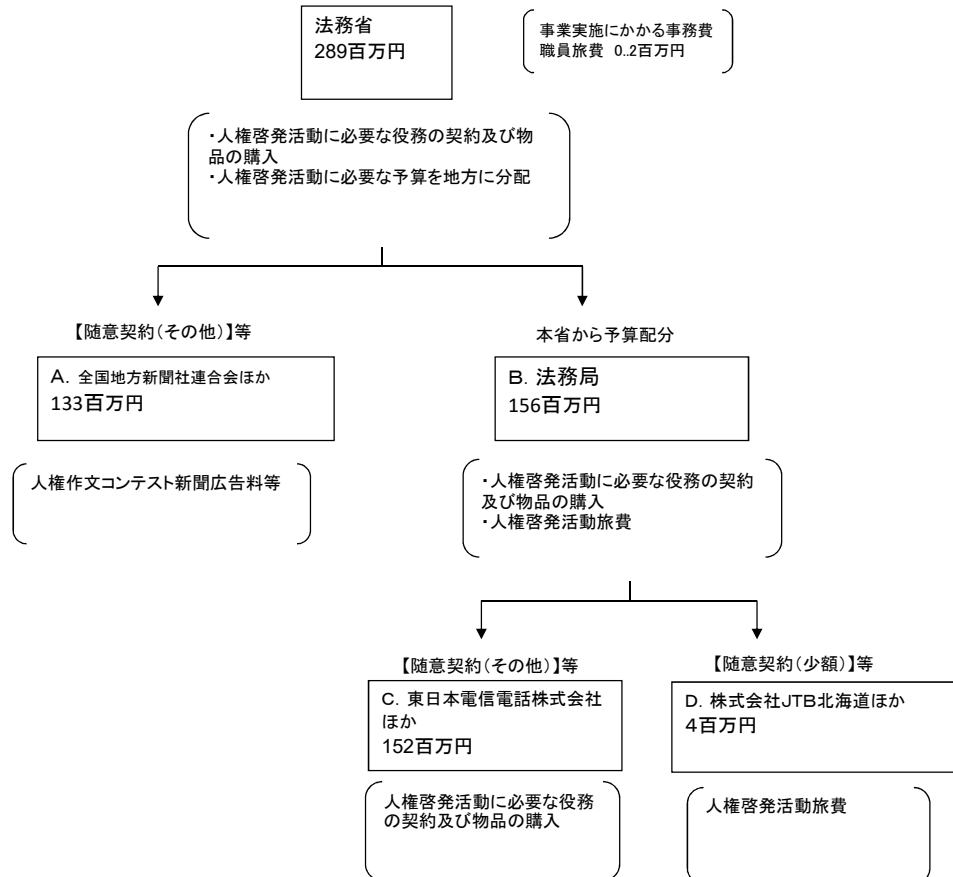 法務省
289百万円
事業実施にかかる事務費
職員旅費 0..2百万円
・人権啓発活動に必要な役務の契約及び物
品の購入
・人権啓発活動に必要な予算を地方に分配
【随意契約(その他)】等
本省から予算配分
A. 全国地方新聞社連合会ほか
133百万円
B. 法務局
156百万円
人権作文コンテスト新聞広告料等
・人権啓発活動に必要な役務の契約
及び物品の購入
・人権啓発活動旅費
【随意契約(その他)】等
【随意契約(少額)】等
C. 東日本電信電話株式会社
ほか
152百万円
D. 株式会社JTB北海道ほか
4百万円
人権啓発活動に必要な役務
の契約及び物品の購入
人権啓発活動旅費